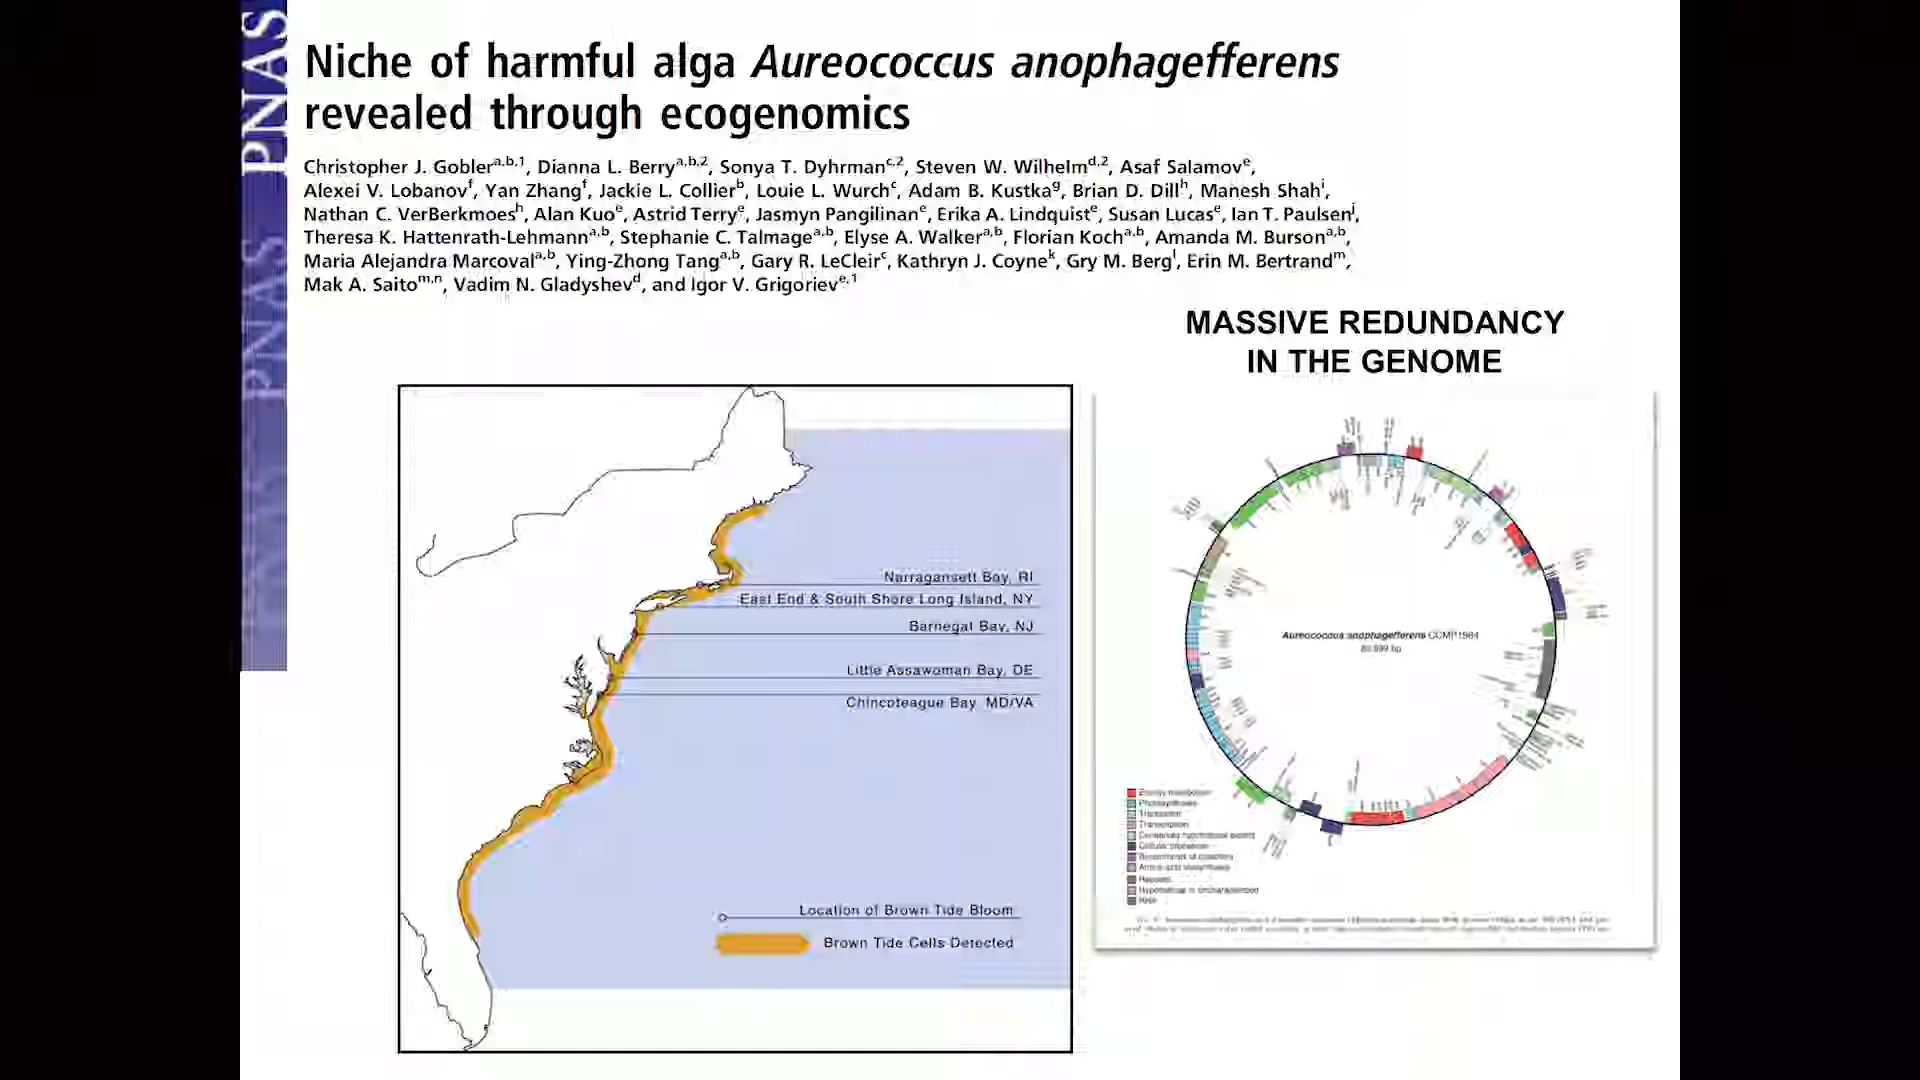 PNAS
PNAS
PNAS
Niche of harmful alga Aureococcus anophagefferens
revealed through ecogenomics
Christopher J. Gobler^a,b,1, Dianna L. Berry^a,b,2, Sonya T. Dyhrman^c,2, Steven W. Wilhelm^d,2, Asaf Salamov^e,
Alexei V. Lobanov^f, Yan Zhang^f, Jackie L. Collier^b, Louie L. Wurch^c, Adam B. Kustka^g, Brian D. Dill^h, Manesh Shah^i,
Nathan C. VerBerkmoes^h, Alan Kuo^e, Astrid Terry^e, Jasmyn Pangilinan^e, Erika A. Lindquist^e, Susan Lucas^e, Ian T. Paulsen^j,
Theresa K. Hattenrath-Lehmann^a,b, Stephanie C. Talmage^a,b, Elyse A. Walker^a,b, Florian Koch^a,b, Amanda M. Burson^a,b,
Maria Alejandra Marcoval^a,b, Ying-Zhong Tang^a,b, Gary R. LeCleir^c, Kathryn J. Coyne^k, Gry M. Berg^l, Erin M. Bertrand^m,
Mak A. Saito^m,n, Vadim N. Gladyshev^d, and Igor V. Grigoriev^e,1
MASSIVE REDUNDANCY
IN THE GENOME
Narragansett Bay, RI
East End & South Shore Long Island, NY
Barnegat Bay, NJ
Little Assawoman Bay, DE
Chincoteague Bay MD/VA
Location of Brown Tide Bloom
Brown Tide Cells Detected
Aureococcus anophagefferens CCMP1984
Energy metabolism
Photosynthesis
Translation
Transcription